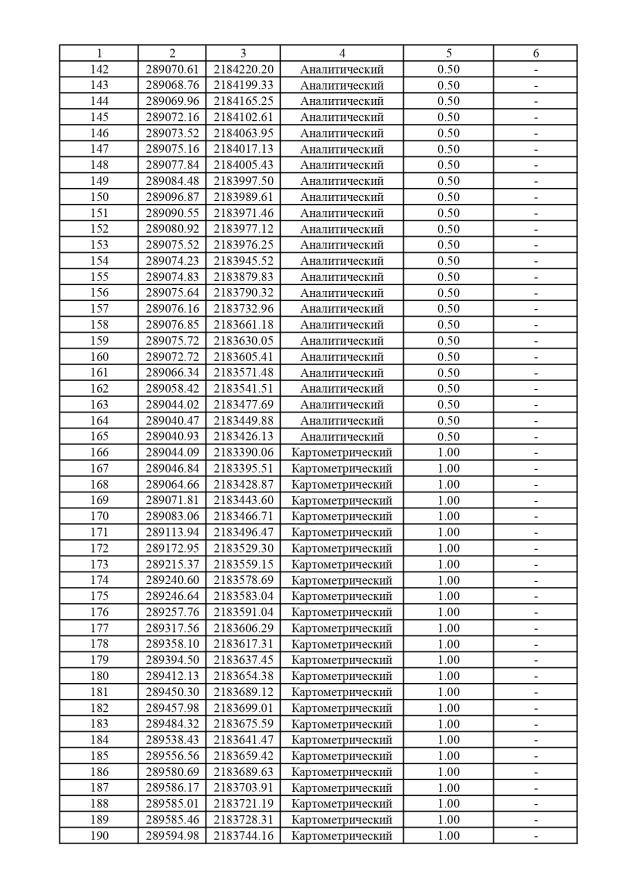 1 2 3 4 5 6
142 289070.61 2184220.20 Аналитический 0.50 -
143 289068.76 2184199.33 Аналитический 0.50 -
144 289069.96 2184165.25 Аналитический 0.50 -
145 289072.16 2184102.61 Аналитический 0.50 -
146 289073.52 2184063.95 Аналитический 0.50 -
147 289075.16 2184017.13 Аналитический 0.50 -
148 289077.84 2184005.43 Аналитический 0.50 -
149 289084.48 2183997.50 Аналитический 0.50 -
150 289096.87 2183989.61 Аналитический 0.50 -
151 289090.55 2183971.46 Аналитический 0.50 -
152 289080.92 2183977.12 Аналитический 0.50 -
153 289075.52 2183976.25 Аналитический 0.50 -
154 289074.23 2183945.52 Аналитический 0.50 -
155 289074.83 2183879.83 Аналитический 0.50 -
156 289075.64 2183790.32 Аналитический 0.50 -
157 289076.16 2183732.96 Аналитический 0.50 -
158 289076.85 2183661.18 Аналитический 0.50 -
159 289075.72 2183630.05 Аналитический 0.50 -
160 289072.72 2183605.41 Аналитический 0.50 -
161 289066.34 2183571.48 Аналитический 0.50 -
162 289058.42 2183541.51 Аналитический 0.50 -
163 289044.02 2183477.69 Аналитический 0.50 -
164 289040.47 2183449.88 Аналитический 0.50 -
165 289040.93 2183426.13 Аналитический 0.50 -
166 289044.09 2183390.06 Картометрический 1.00 -
167 289046.84 2183395.51 Картометрический 1.00 -
168 289064.66 2183428.87 Картометрический 1.00 -
169 289071.81 2183443.60 Картометрический 1.00 -
170 289083.06 2183466.71 Картометрический 1.00 -
171 289113.94 2183496.47 Картометрический 1.00 -
172 289172.95 2183529.30 Картометрический 1.00 -
173 289215.37 2183559.15 Картометрический 1.00 -
174 289240.60 2183578.69 Картометрический 1.00 -
175 289246.64 2183583.04 Картометрический 1.00 -
176 289257.76 2183591.04 Картометрический 1.00 -
177 289317.56 2183606.29 Картометрический 1.00 -
178 289358.10 2183617.31 Картометрический 1.00 -
179 289394.50 2183637.45 Картометрический 1.00 -
180 289412.13 2183654.38 Картометрический 1.00 -
181 289450.30 2183689.12 Картометрический 1.00 -
182 289457.98 2183699.01 Картометрический 1.00 -
183 289484.32 2183675.59 Картометрический 1.00 -
184 289538.43 2183641.47 Картометрический 1.00 -
185 289556.56 2183659.42 Картометрический 1.00 -
186 289580.69 2183689.63 Картометрический 1.00 -
187 289586.17 2183703.91 Картометрический 1.00 -
188 289585.01 2183721.19 Картометрический 1.00 -
189 289585.46 2183728.31 Картометрический 1.00 -
190 289594.98 2183744.16 Картометрический 1.00 -